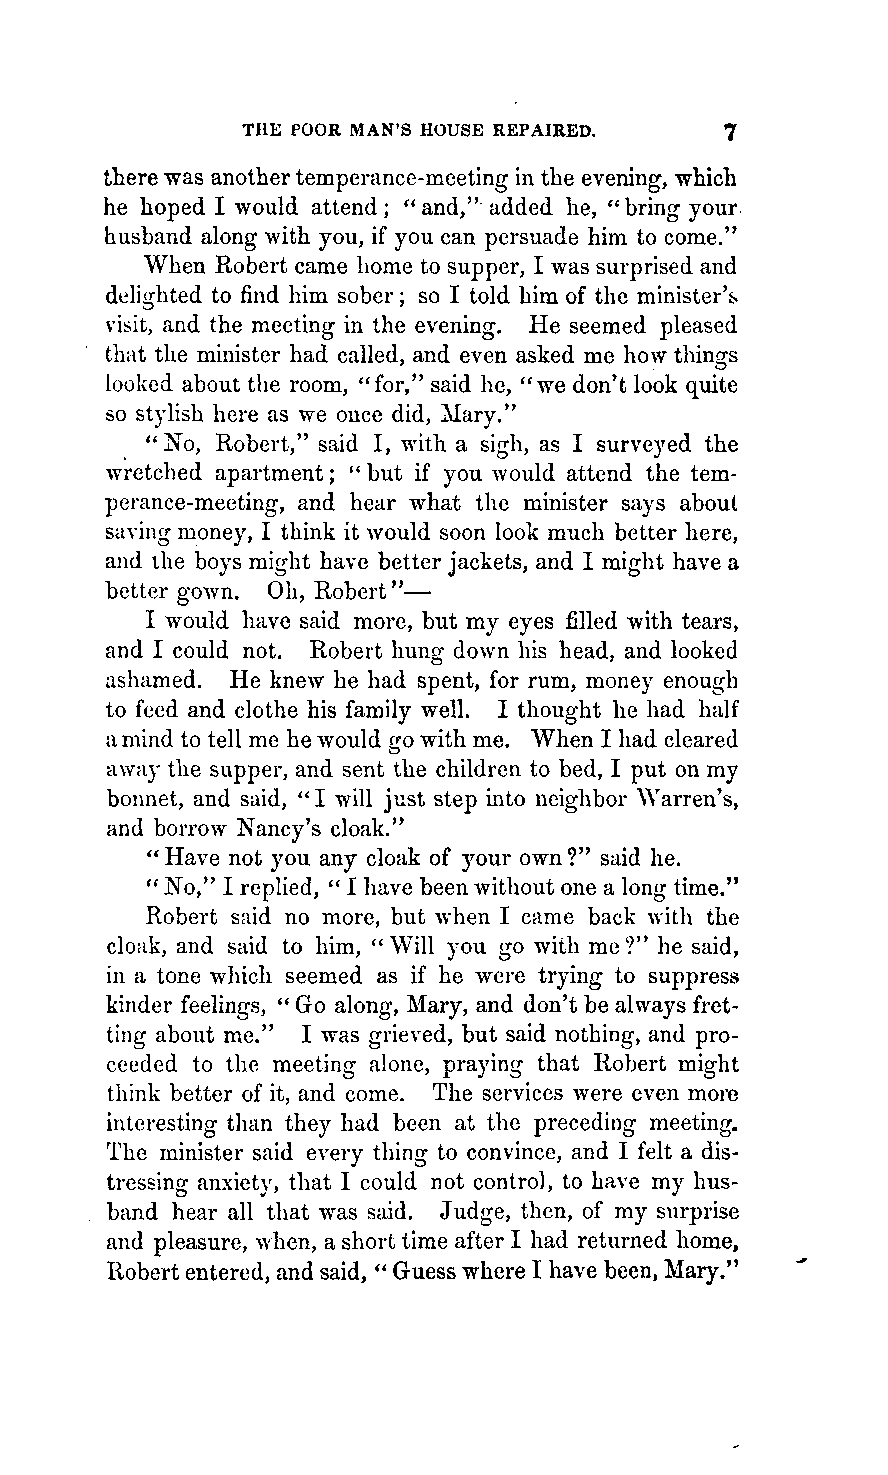 THE POOR MAN'S HOUSE REPAIRED. 7
there was another temperance-meeting in the evening, which
he hoped I would attend; "and," added he, "bring your
husband along with you, if you can persuade him to come."
When Robert came home to supper, I was surprised and
delighted to find him sober; so I told him of the minister's
visit, and the meeting in the evening. He seemed pleased
that the minister had called, and even asked me how things
looked about the room, "for," said he, "we don't look quite
so stylish here as we once did, Mary."
"No, Robert," said I, with a sigh, as I surveyed the
wretched apartment; "but if you would attend the tem-
perance-meeting, and hear what the minister says about
saving money, I think it would soon look much better here,
and the boys might have better jackets, and I might have a
better gown. Oh, Robert"—
I would have said more, but my eyes filled with tears,
and I could not. Robert hung down his head, and looked
ashamed. He knew he had spent, for rum, money enough
to feed and clothe his family well. I thought he had half
a mind to tell me he would go with me. When I had cleared
away the supper, and sent the children to bed, I put on my
bonnet, and said, "I will just step into neighbor Warren's,
and borrow Nancy's cloak."
"Have not you any cloak of your own?" said he.
"No," I replied, "I have been without one a long time."
Robert said no more, but when I came back with the
cloak, and said to him, "Will you go with me?" he said,
in a tone which seemed as if he were trying to suppress
kinder feelings, "Go along, Mary, and don't be always fret-
ting about me." I was grieved, but said nothing, and pro-
ceeded to the meeting alone, praying that Robert might
think better of it, and come. The services were even more
interesting than they had been at the preceding meeting.
The minister said every thing to convince, and I felt a dis-
tressing anxiety, that I could not control, to have my hus-
band hear all that was said. Judge, then, of my surprise
and pleasure, when, a short time after I had returned home,
Robert entered, and said, "Guess where I have been, Mary."